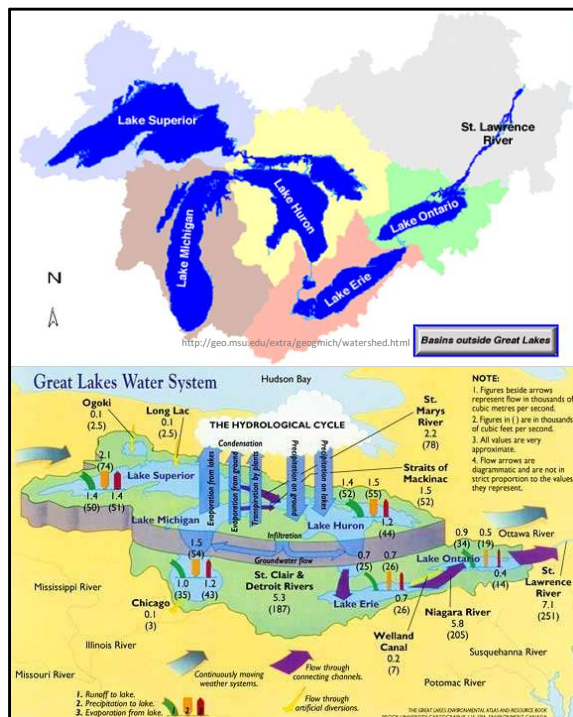 Lake Superior
St. Lawrence
River
Lake Huron
Lake Ontario
Lake Michigan
Lake Erie
N
http://geo.msu.edu/extra/geogmich/watershed.html
Basins outside Great Lakes
Great Lakes Water System
Hudson Bay
NOTE:
1. Figures beside arrows
represent flow in thousands of
cubic metres per second.
2. Figures in ( ) are in thousands
of cubic feet per second.
3. All values are very
approximate.
4. Flow arrows are
diagrammatic and are not in
strict proportion to the values
they represent.
Ogoki
0.1
(2.5)
Long Lac
0.1
(2.5)
THE HYDROLOGICAL CYCLE
Condensation
Evaporation from lakes
Evaporation from ground
Transpiration by plants
Precipitation on ground
Precipitation on lakes
St.
Marys
River
2.2
(78)
Straits of
Mackinac
1.5
(52)
2.1
(74)
Lake Superior
1.4
(50)
1.4
(51)
1.4
(52)
1.5
(55)
1.2
(44)
Lake Michigan
Lake Huron
Infiltration
Groundwater flow
1.5
(54)
1.0
(35)
1.2
(43)
St. Clair &
Detroit Rivers
5.3
(187)
0.7
(25)
0.7
(26)
0.7
(26)
Lake Erie
Lake Ontario
0.9
(34)
0.5
(19)
0.4
(14)
Ottawa River
St.
Lawrence
River
7.1
(251)
Niagara River
5.8
(205)
Welland
Canal
0.2
(7)
Mississippi River
Chicago
0.1
(3)
Illinois River
Missouri River
Susquehanna River
Potomac River
Continuously moving
weather systems.
Flow through
connecting channels.
Flow through
artificial diversions.
1. Runoff to lake.
2. Precipitation to lake.
3. Evaporation from lake.
1
2
3
THE GREAT LAKES ENVIRONMENTAL ATLAS AND RESOURCE BOOK